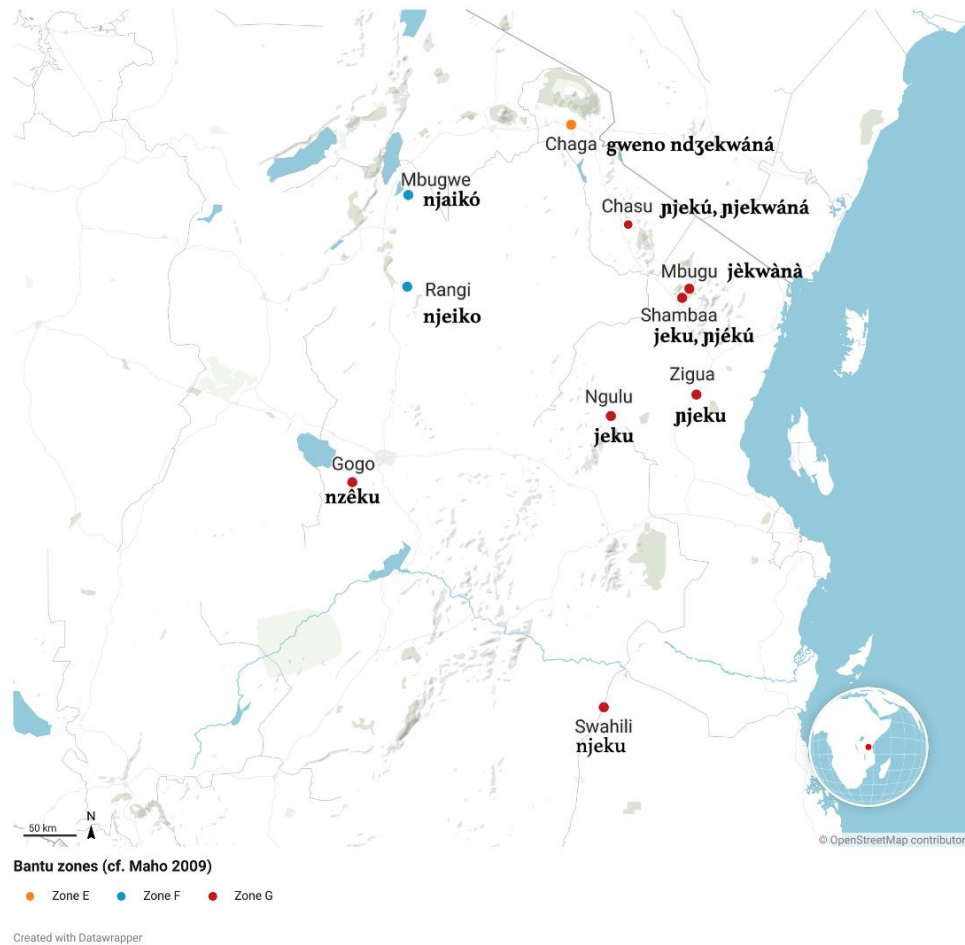 Chaga gweno ndʒekwáná
Mbugwe
njaikó
Chasu ɲjekú, ɲjekwáná
Mbugu jèkwànà
Rangi
njeiko
Shambaa
jeku, ɲjékú
Zigua
ɲjeku
Ngulu
jeku
Gogo
nzêku
Swahili
njeku
50 km
N
© OpenStreetMap contributor
Bantu zones (cf. Maho 2009)
Zone E Zone F Zone G
Created with Datawrapper